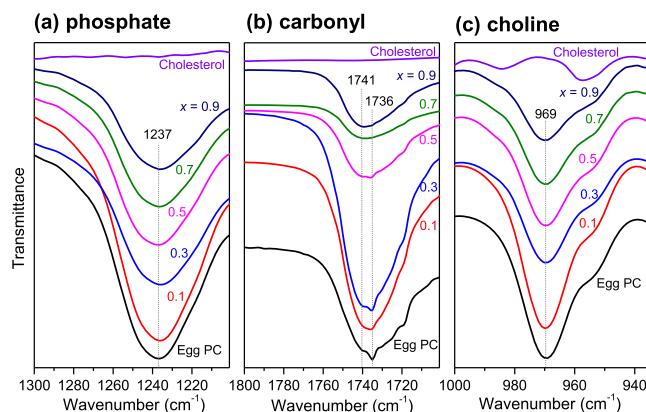 (a) phosphate
(b) carbonyl
(c) choline
Transmittance
Cholesterol
x = 0.9
1237
0.7
0.5
0.3
0.1
Egg PC
1300 1280 1260 1240 1220
Wavenumber (cm⁻¹)
Cholesterol
0.9
1741
1736
0.7
0.5
0.3
0.1
Egg PC
1800 1780 1760 1740 1720
Wavenumber (cm⁻¹)
Cholesterol
x = 0.9
969
0.7
0.5
0.3
0.1
Egg PC
1000 980 960 940
Wavenumber (cm⁻¹)